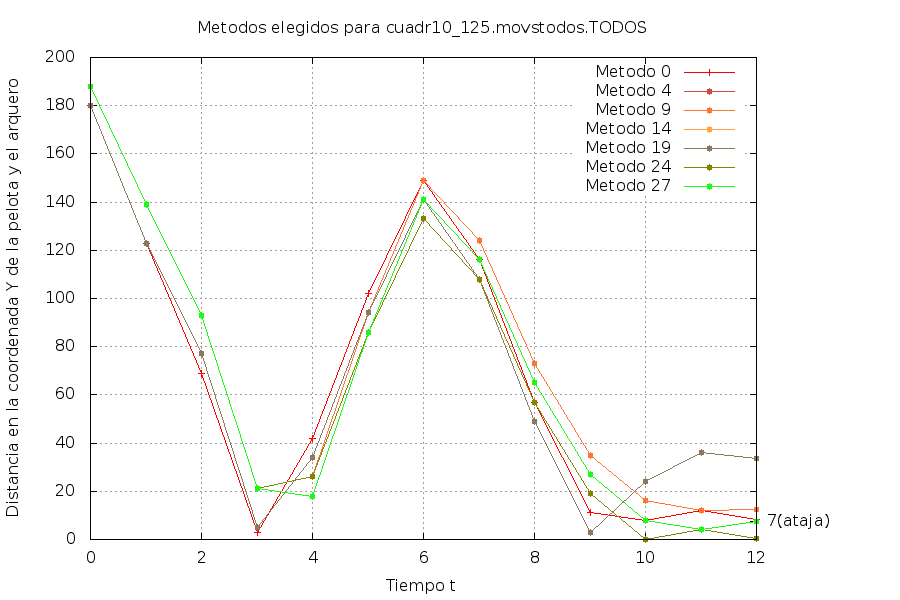 Metodos elegidos para cuadr10_125.movstodos.TODOS
Distancia en la coordenada Y de la pelota y el arquero
200
180
160
140
120
100
80
60
40
20
0
Metodo 0
Metodo 4
Metodo 9
Metodo 14
Metodo 19
Metodo 24
Metodo 27
7(ataja)
0 2 4 6 8 10 12
Tiempo t